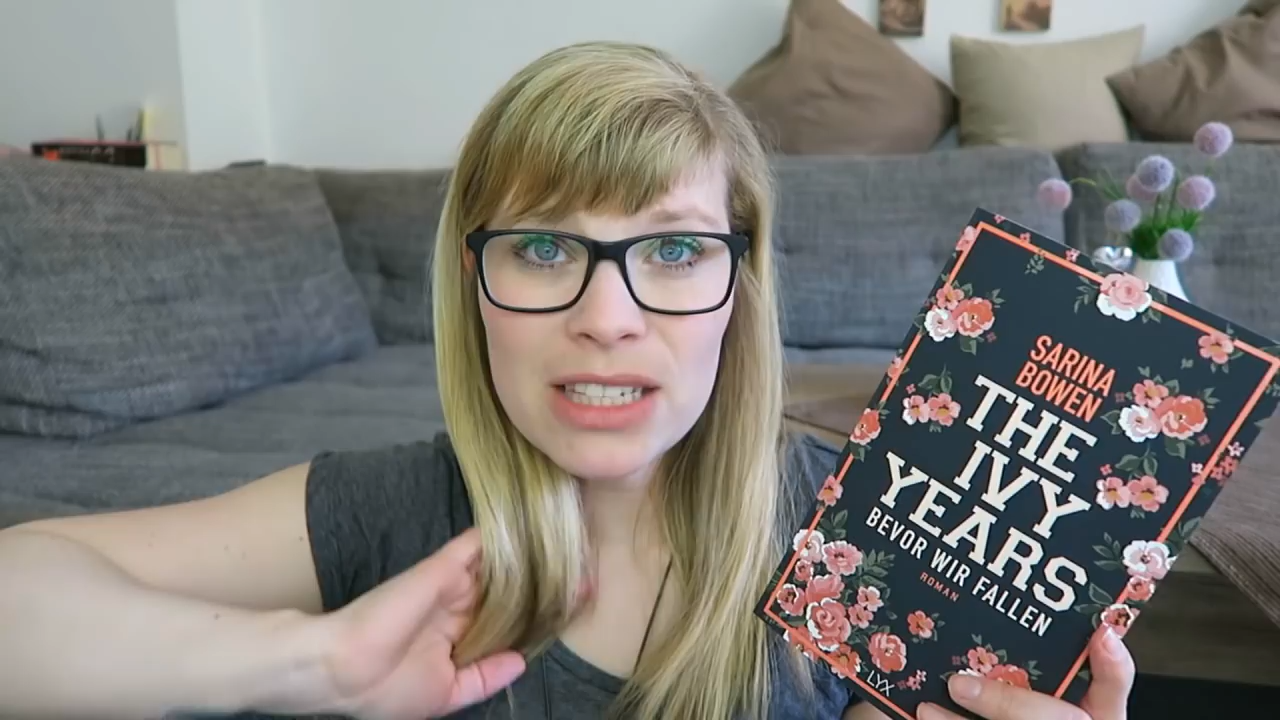 SARINA
BOWEN
THE
IVY
YEARS
BEVOR WIR FALLEN
ROMAN
LYX